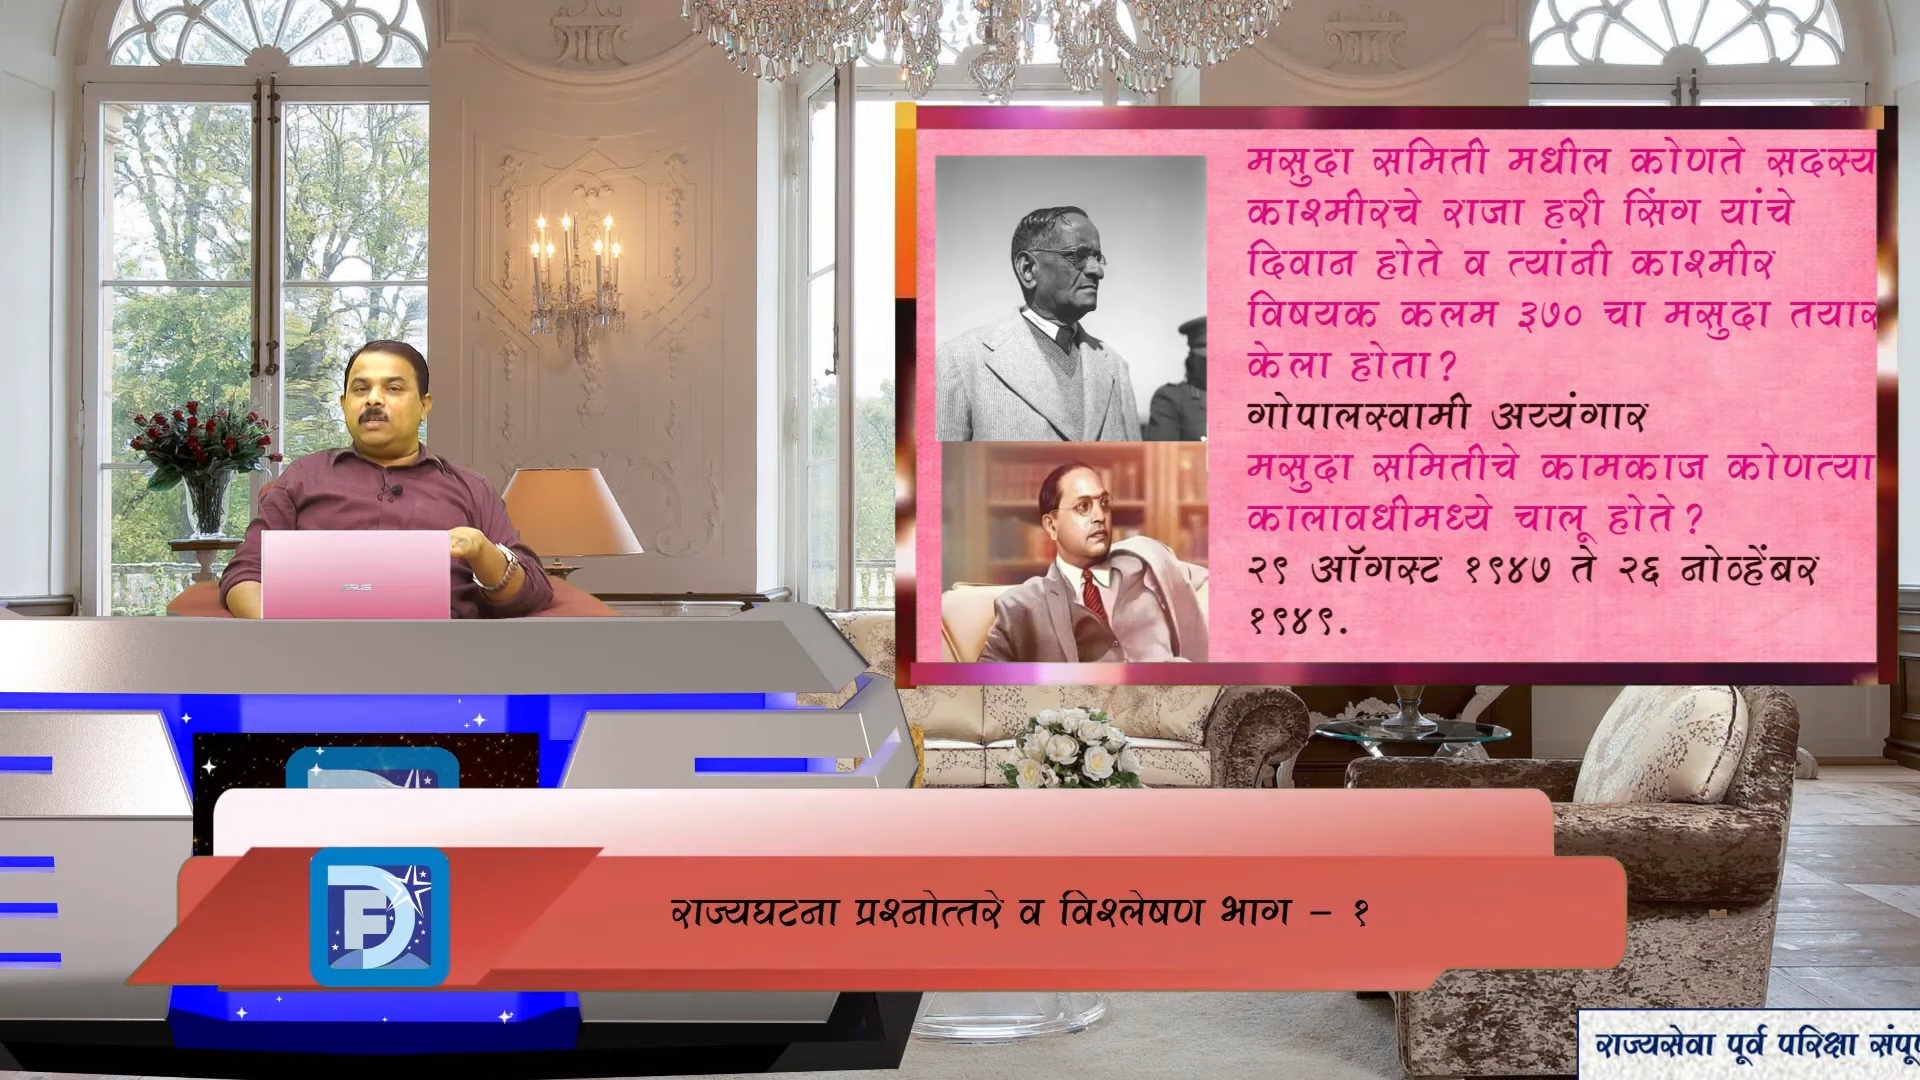 मसुदा समिती मधील कोणते सदस्य
काश्मीरचे राजा हरी सिंग यांचे
दिवान होते व त्यांनी काश्मीर
विषयक कलम ३७० चा मसुदा तयार
केला होता?
गोपालस्वामी अय्यंगार
मसुदा समितीचे कामकाज कोणत्या
कालावधीमध्ये चालू होते?
२९ ऑगस्ट १९४७ ते २६ नोव्हेंबर
१९४९.
ASUS
राज्यघटना प्रश्नोत्तरे व विश्लेषण भाग – १
राज्यसेवा पूर्व परिक्षा